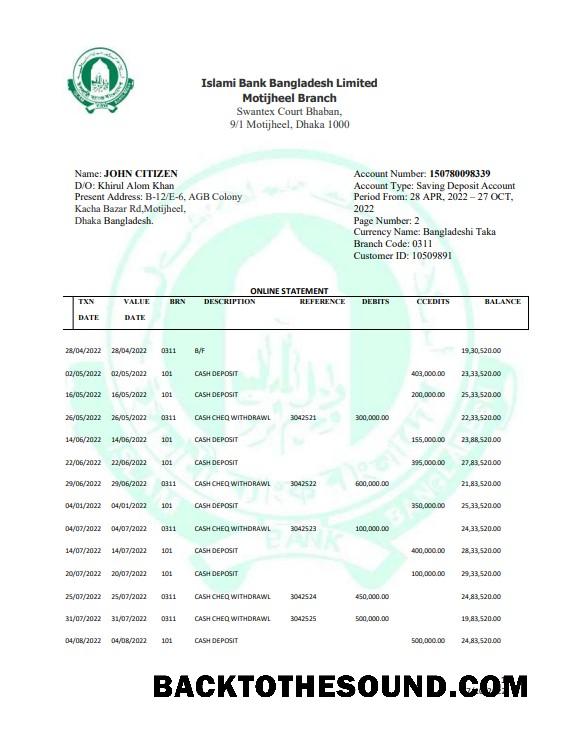 Islami Bank Bangladesh Limited
Motijheel Branch
Swantex Court Bhaban,
9/1 Motijheel, Dhaka 1000
Name: JOHN CITIZEN
D/O: Khirul Alom Khan
Present Address: B-12/E-6, AGB Colony
Kacha Bazar Rd,Motijheel,
Dhaka Bangladesh.
Account Number: 150780098339
Account Type: Saving Deposit Account
Period From: 28 APR, 2022 – 27 OCT,
2022
Page Number: 2
Currency Name: Bangladeshi Taka
Branch Code: 0311
Customer ID: 10509891
ONLINE STATEMENT
TXN VALUE BRN DESCRIPTION REFERENCE DEBITS CCEDITS BALANCE
DATE DATE
28/04/2022 28/04/2022 0311 B/F 19,30,520.00
02/05/2022 02/05/2022 101 CASH DEPOSIT 403,000.00 23,33,520.00
16/05/2022 16/05/2022 101 CASH DEPOSIT 200,000.00 25,33,520.00
26/05/2022 26/05/2022 0311 CASH CHEQ WITHDRAWL 3042521 300,000.00 22,33,520.00
14/06/2022 14/06/2022 101 CASH DEPOSIT 155,000.00 23,88,520.00
22/06/2022 22/06/2022 101 CASH DEPOSIT 395,000.00 27,83,520.00
29/06/2022 29/06/2022 0311 CASH CHEQ WITHDRAWL 3042522 600,000.00 21,83,520.00
04/01/2022 04/01/2022 101 CASH DEPOSIT 350,000.00 25,33,520.00
04/07/2022 04/07/2022 0311 CASH CHEQ WITHDRAWL 3042523 100,000.00 24,33,520.00
14/07/2022 14/07/2022 101 CASH DEPOSIT 400,000.00 28,33,520.00
20/07/2022 20/07/2022 101 CASH DEPOSIT 100,000.00 29,33,520.00
25/07/2022 25/07/2022 0311 CASH CHEQ WITHDRAWL 3042524 450,000.00 24,83,520.00
31/07/2022 31/07/2022 0311 CASH CHEQ WITHDRAWL 3042525 500,000.00 19,83,520.00
04/08/2022 04/08/2022 101 CASH DEPOSIT 500,000.00 24,83,520.00
BANK
BACKTOTHESOUND.COM